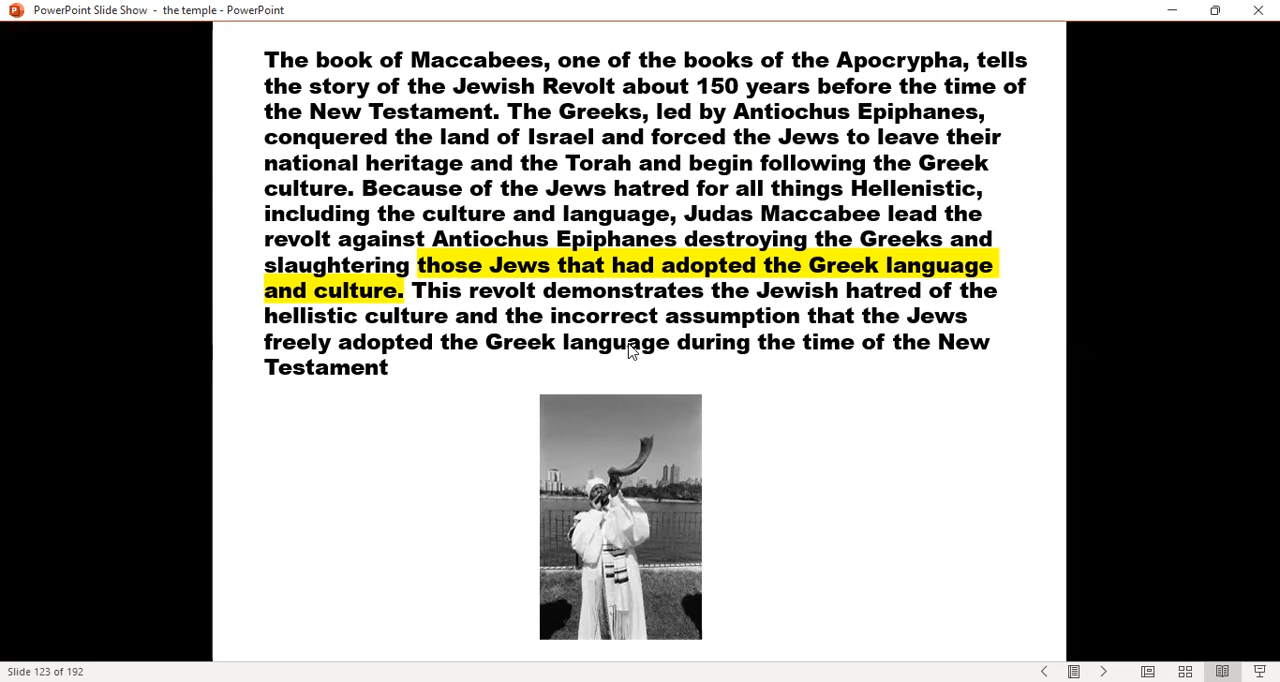 PowerPoint Slide Show - the temple - PowerPoint
The book of Maccabees, one of the books of the Apocrypha, tells
the story of the Jewish Revolt about 150 years before the time of
the New Testament. The Greeks, led by Antiochus Epiphanes,
conquered the land of Israel and forced the Jews to leave their
national heritage and the Torah and begin following the Greek
culture. Because of the Jews hatred for all things Hellenistic,
including the culture and language, Judas Maccabee lead the
revolt against Antiochus Epiphanes destroying the Greeks and
slaughtering those Jews that had adopted the Greek language
and culture. This revolt demonstrates the Jewish hatred of the
hellistic culture and the incorrect assumption that the Jews
freely adopted the Greek language during the time of the New
Testament
Slide 123 of 192